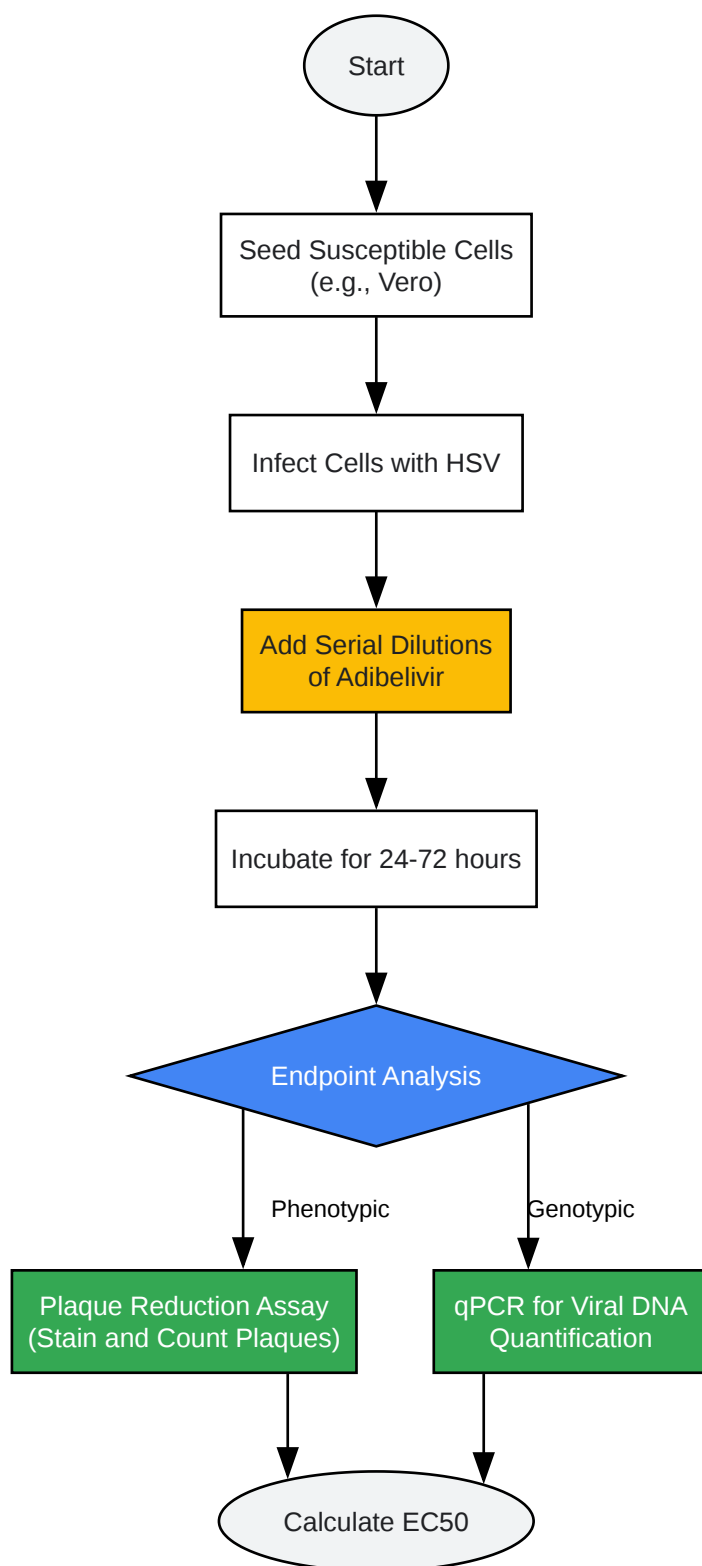 Start
Seed Susceptible Cells
(e.g., Vero)
Infect Cells with HSV
Add Serial Dilutions
of Adibelivir
Incubate for 24-72 hours
Endpoint Analysis
Phenotypic
Genotypic
Plaque Reduction Assay
(Stain and Count Plaques)
qPCR for Viral DNA
Quantification
Calculate EC50